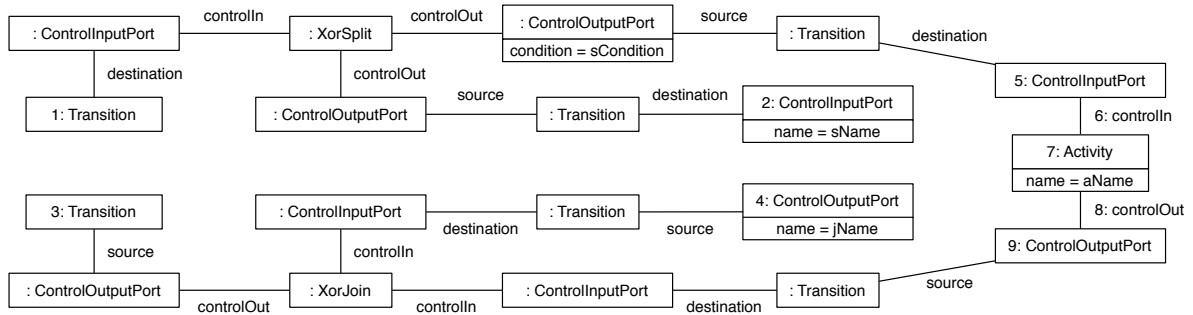 controlIn
controlOut
source
: ControlInputPort
: XorSplit
: ControlOutputPort
condition = sCondition
: Transition
destination
destination
controlOut
5: ControlInputPort
1: Transition
: ControlOutputPort
source
: Transition
destination
2: ControlInputPort
name = sName
6: controlIn
7: Activity
name = aName
3: Transition
: ControlInputPort
destination
: Transition
source
4: ControlOutputPort
name = jName
8: controlOut
source
controlIn
9: ControlOutputPort
: ControlOutputPort
controlOut
: XorJoin
controlIn
: ControlInputPort
destination
: Transition
source